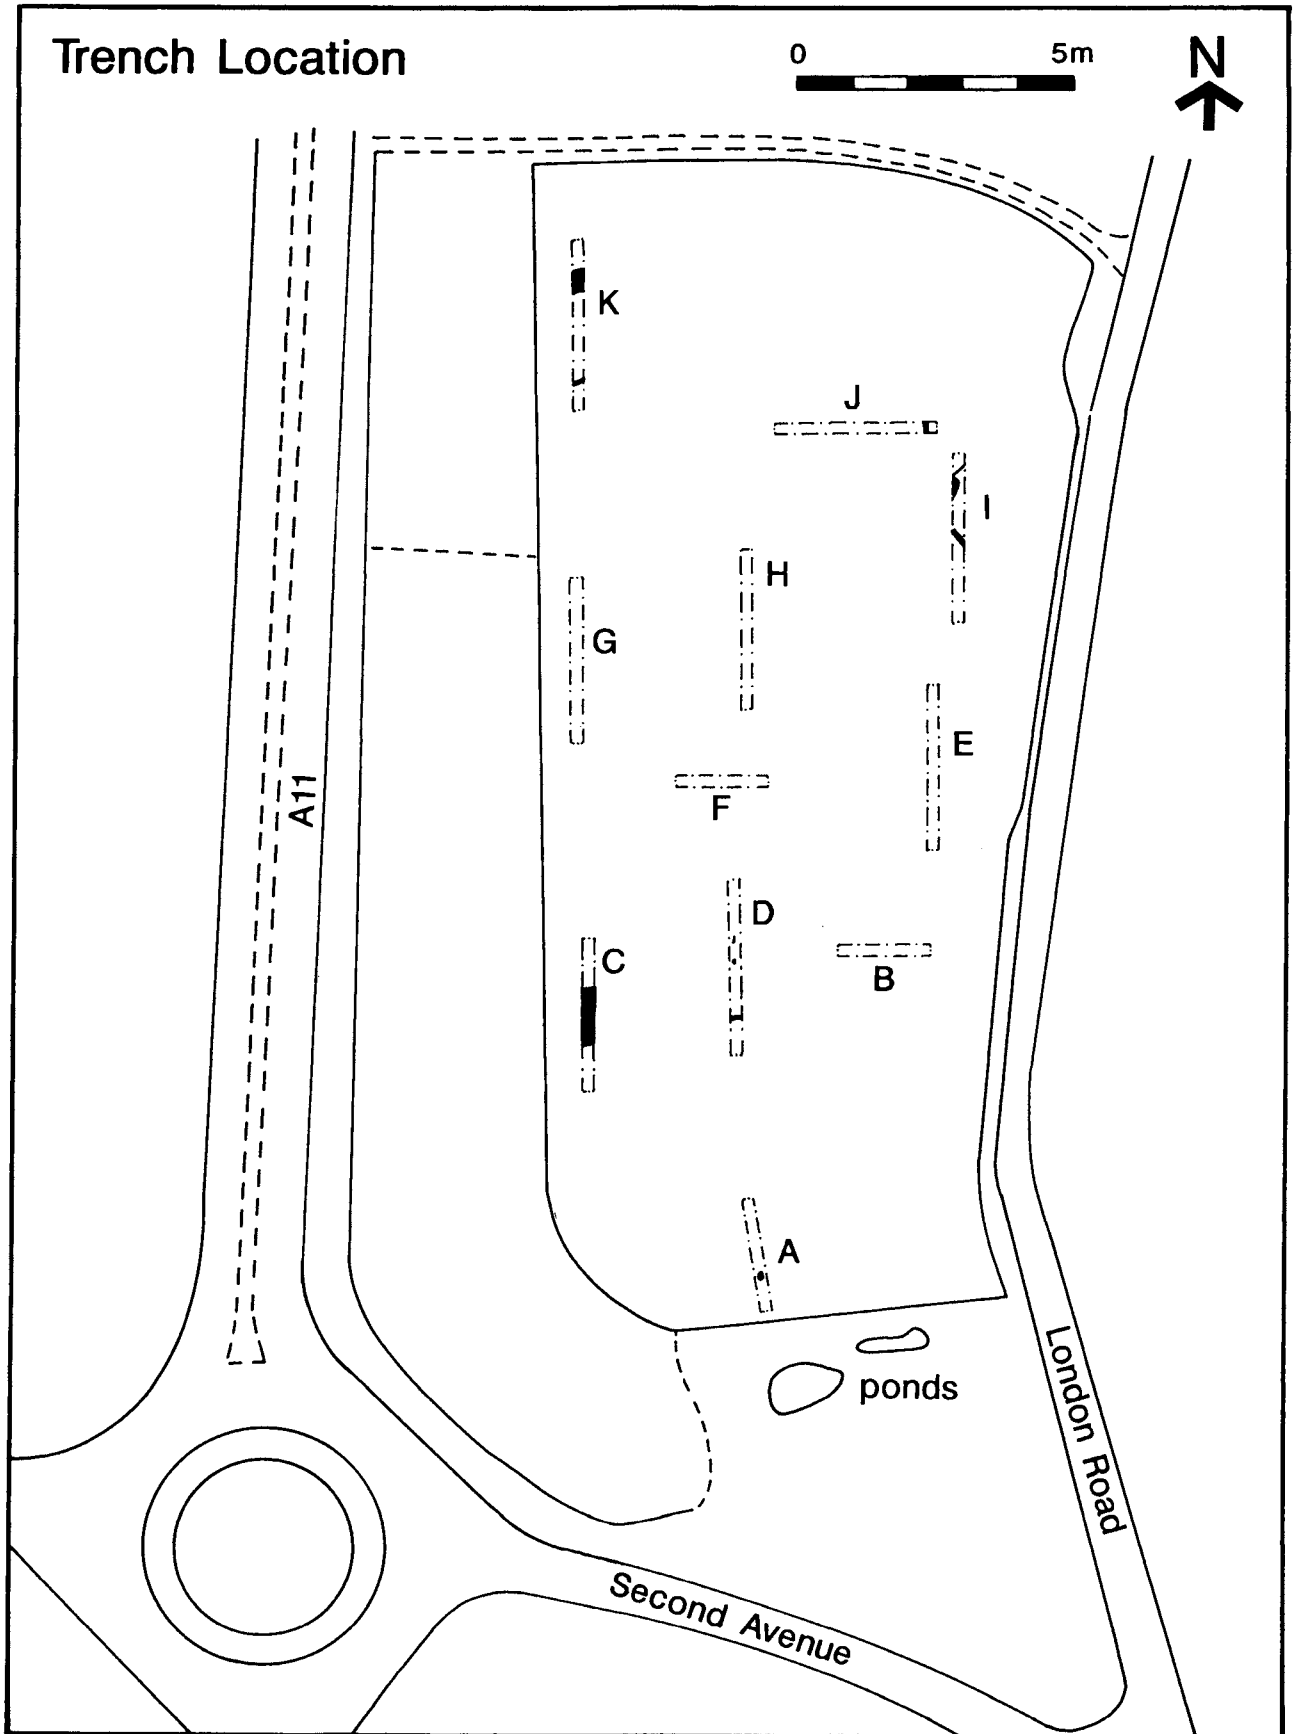 Trench Location
0 5m
N
K
J
I
H
G
E
F
D
C
B
A11
A
ponds
London Road
Second Avenue